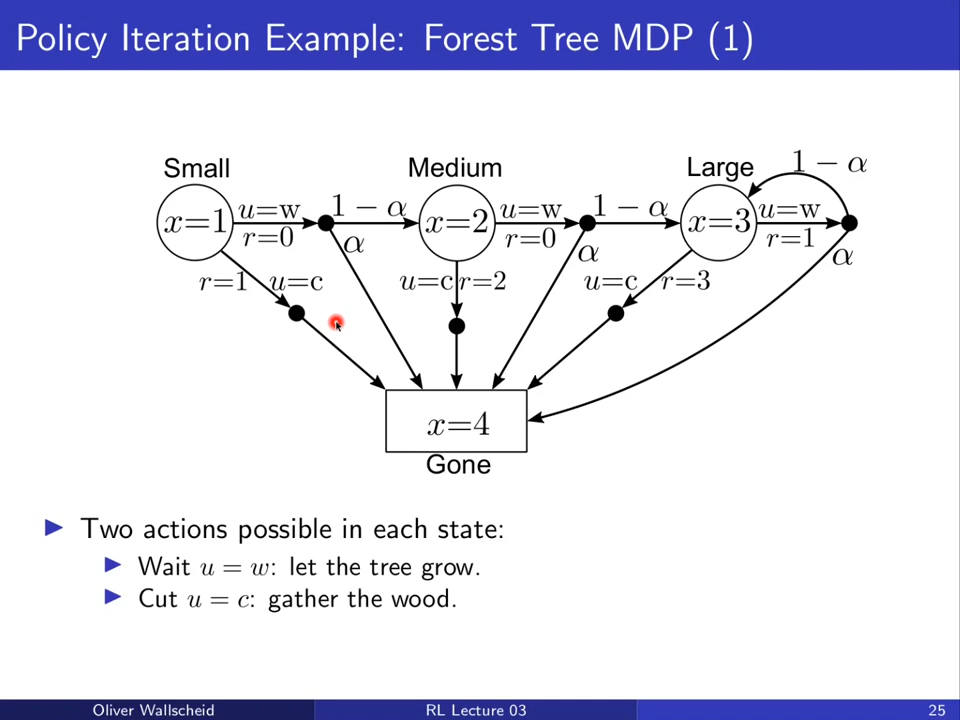 Policy Iteration Example: Forest Tree MDP (1)
Small Medium Large 1 − α
x=1 u=w 1 − α x=2 u=w 1 − α x=3 u=w
r=0 α r=0 α r=1 α
r=1 u=c u=c r=2 u=c r=3
x=4
Gone
Two actions possible in each state:
Wait u = w: let the tree grow.
Cut u = c: gather the wood.
Oliver Wallscheid RL Lecture 03 25